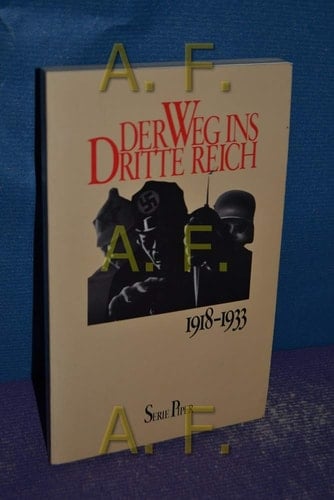 A. F.
DER WEG INS
DRITTE REICH
A. F.
1918–1933
SERIE PIPER
A. F.